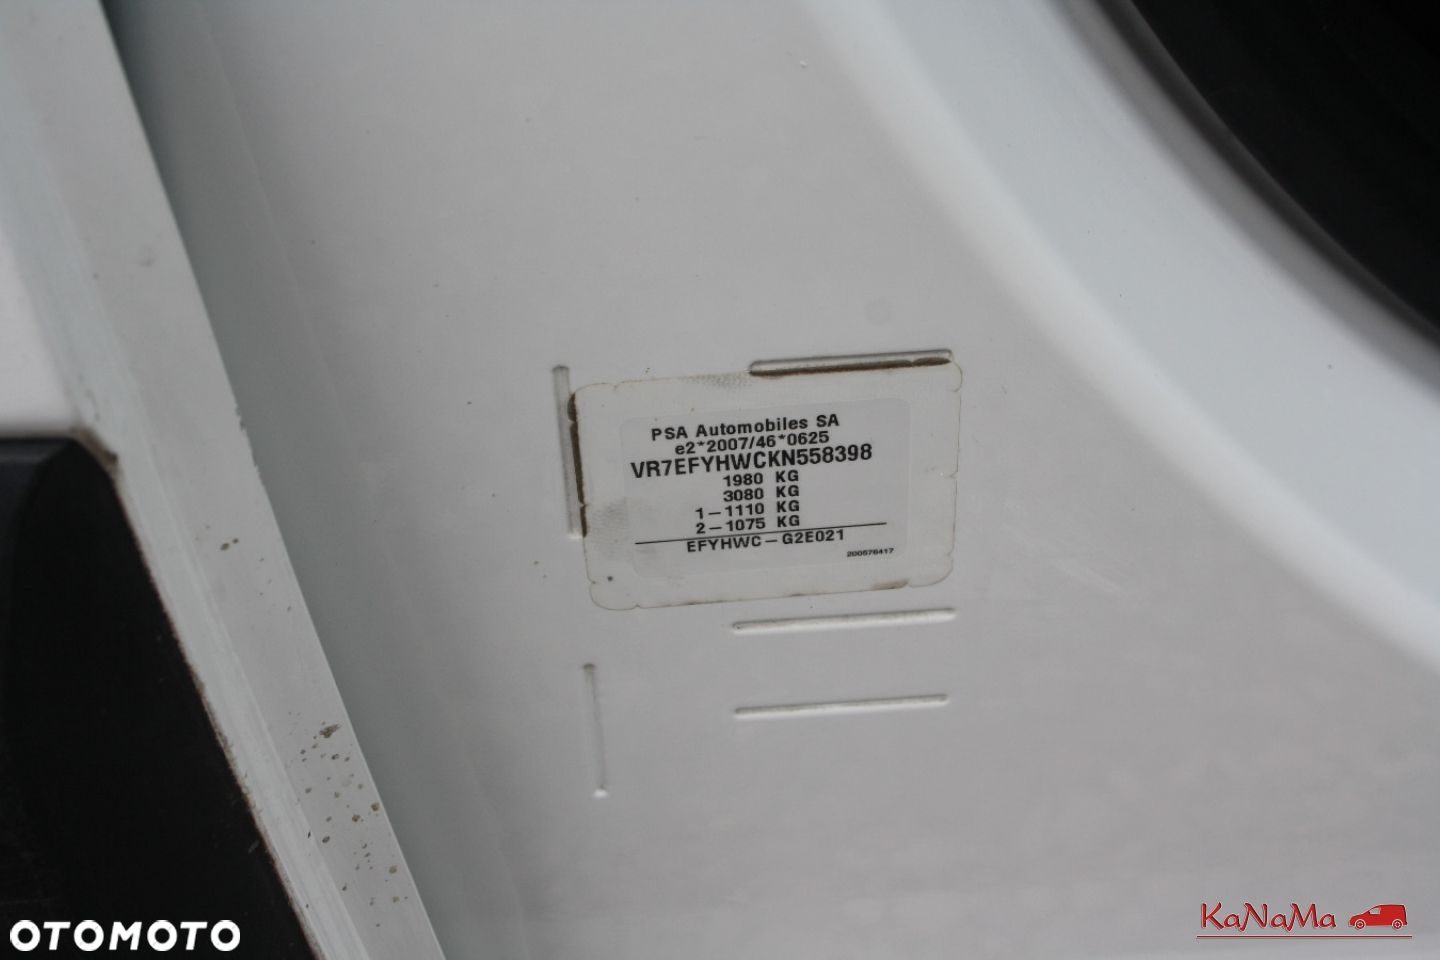 PSA Automobiles SA
e2*2007/46*0625
VR7EFYHWCKN558398
1980 KG
3080 KG
1-1110 KG
2-1075 KG
EFYHWC-G2E021
200576417
OTOMOTO
KaNaMa